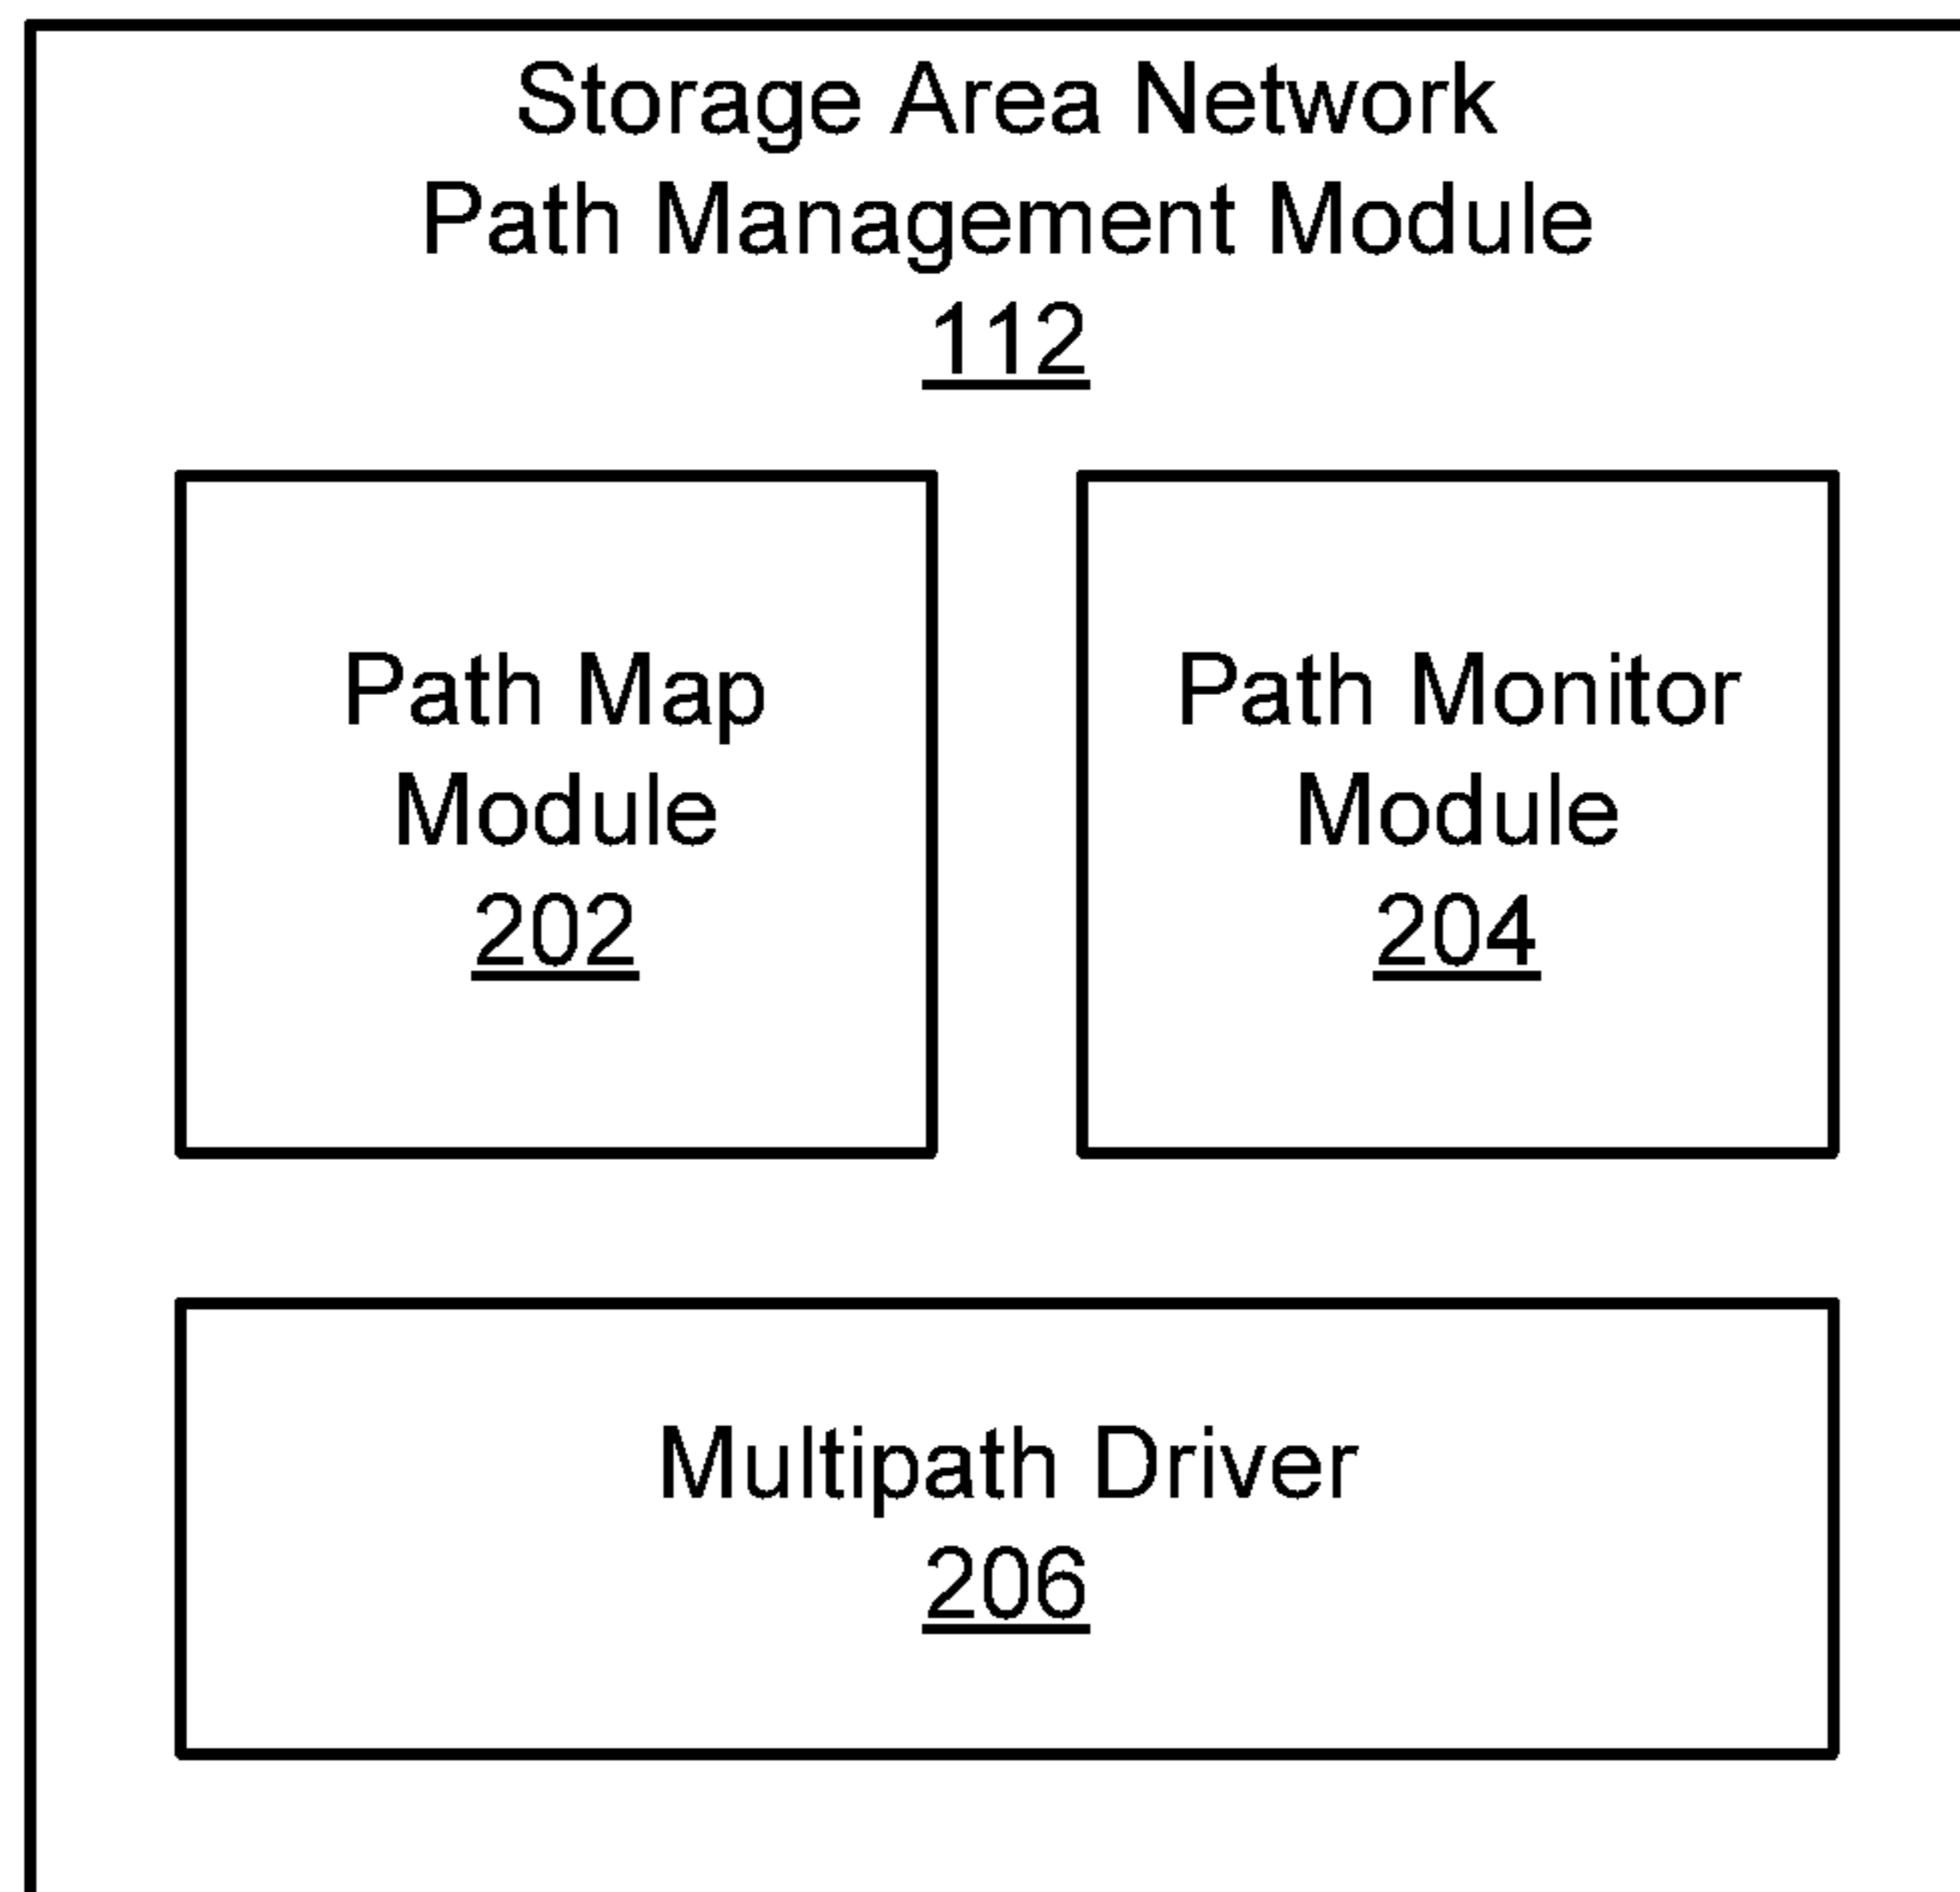 Storage Area Network
Path Management Module
112
Path Map
Module
202
Path Monitor
Module
204
Multipath Driver
206